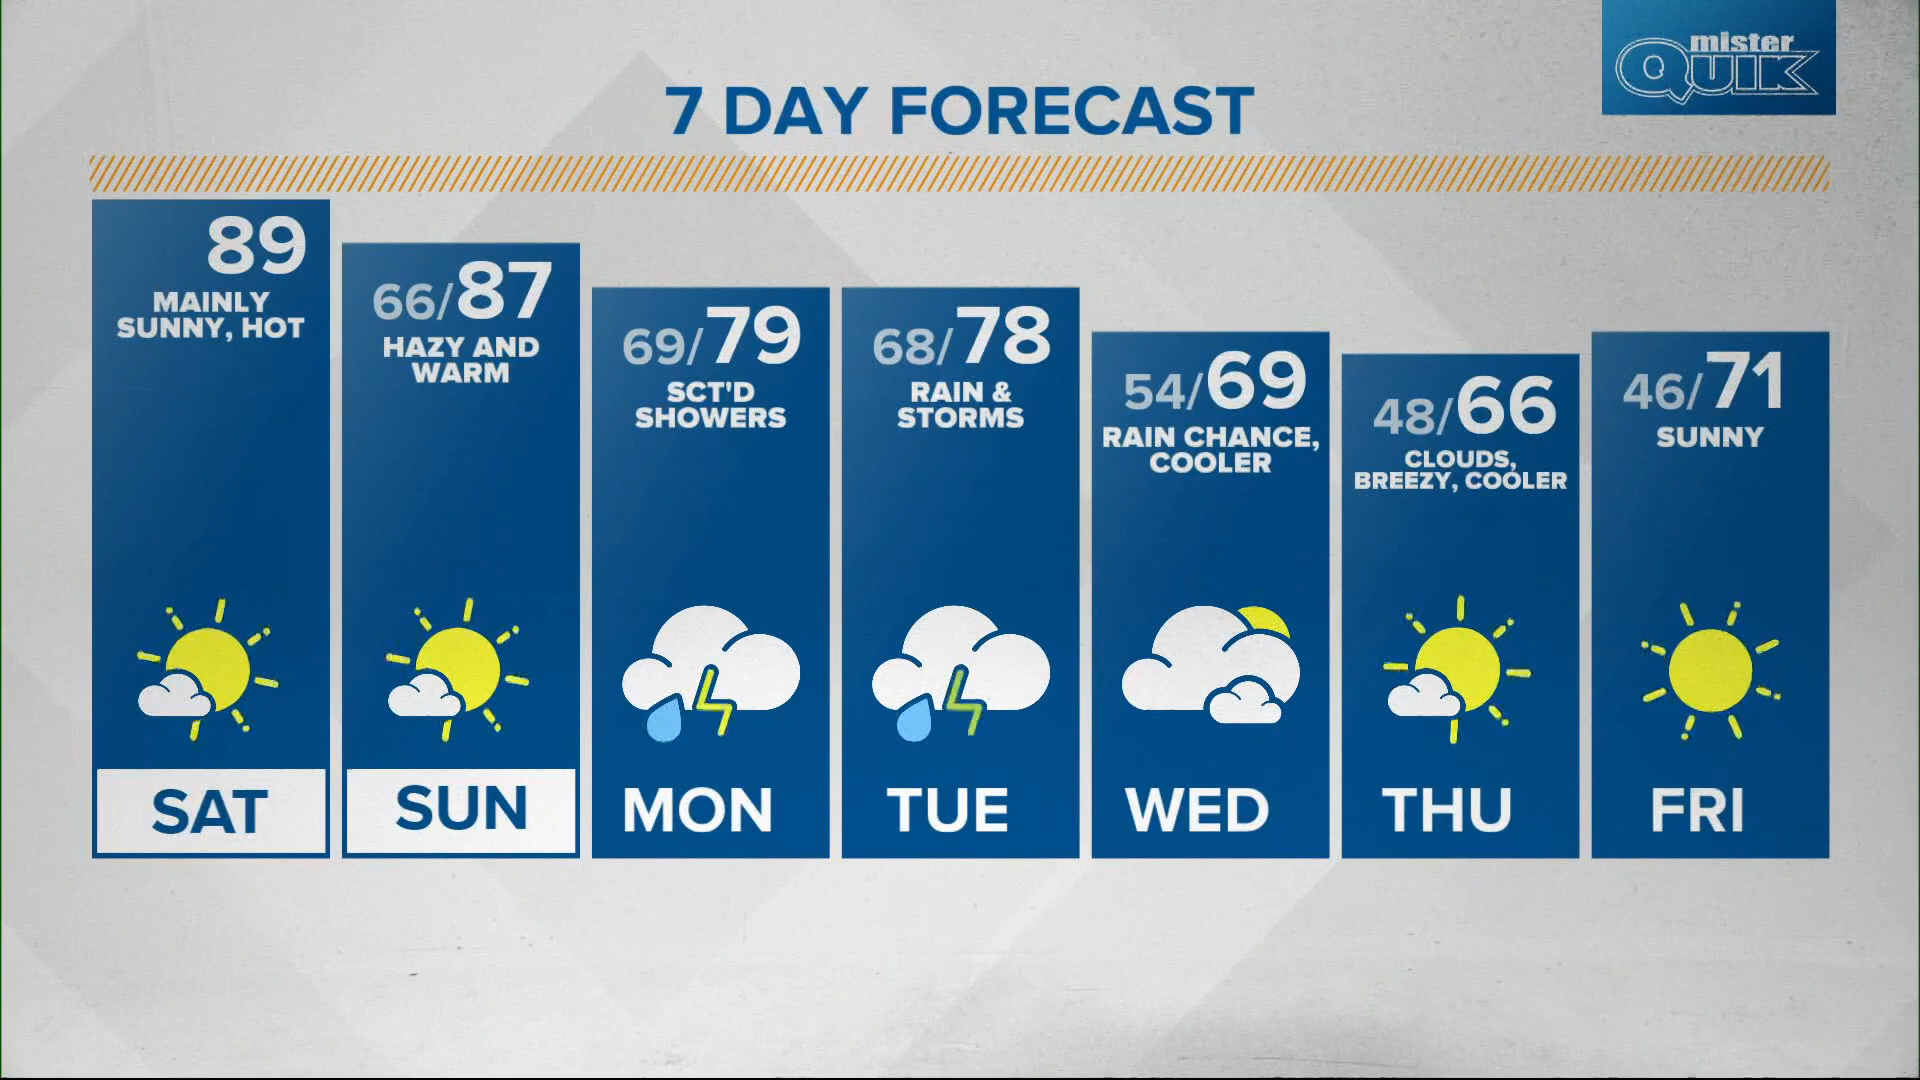 mister
QUIK
7 DAY FORECAST
89
MAINLY
SUNNY, HOT
SAT
66/87
HAZY AND
WARM
SUN
69/79
SCT'D
SHOWERS
MON
68/78
RAIN &
STORMS
TUE
54/69
RAIN CHANCE,
COOLER
WED
48/66
CLOUDS,
BREEZY, COOLER
THU
46/71
SUNNY
FRI